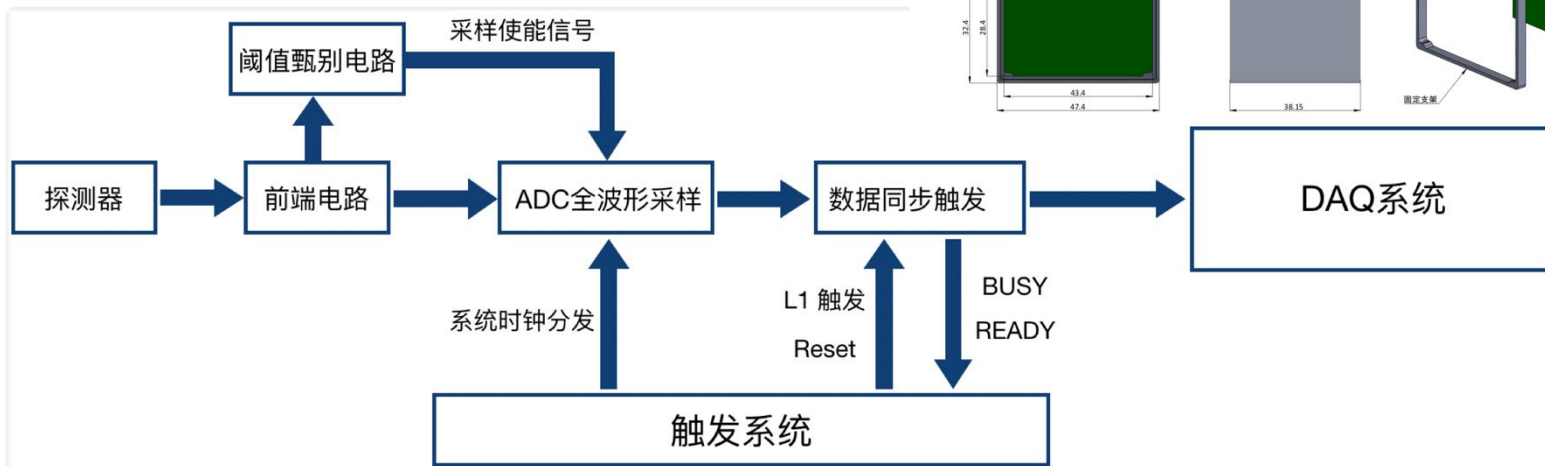 采样使能信号
阈值甄别电路
32.4
28.4
43.4
47.4
38.15
固定支架
探测器
前端电路
ADC全波形采样
数据同步触发
DAQ系统
系统时钟分发
L1 触发
Reset
BUSY
READY
触发系统